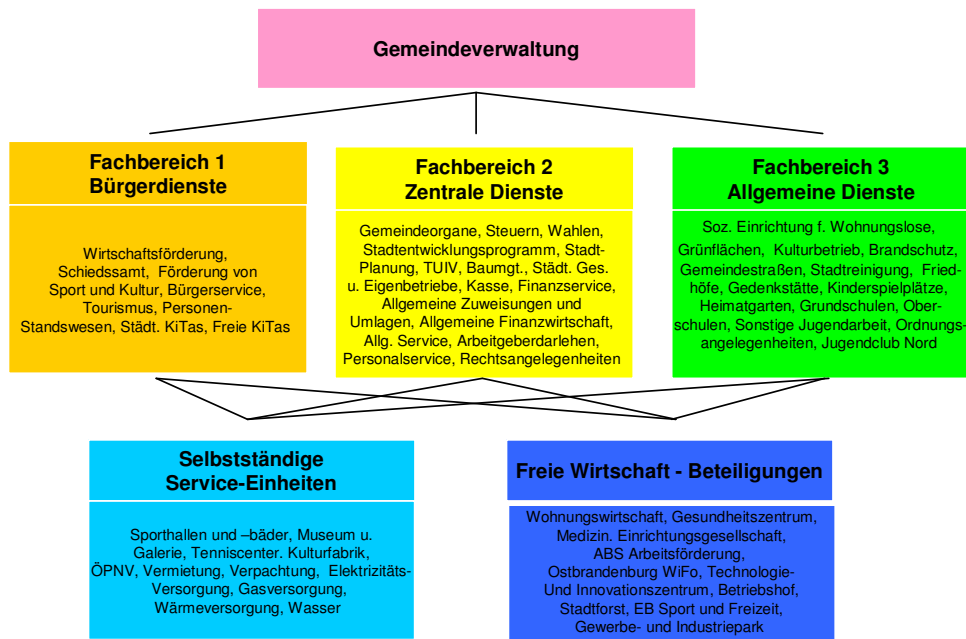 Gemeindeverwaltung
Fachbereich 1
Bürgerdienste
Wirtschaftsförderung,
Schiedssamt, Förderung von
Sport und Kultur, Bürgerservice,
Tourismus, Personen-
Standswesen, Städt. KiTas, Freie KiTas
Fachbereich 2
Zentrale Dienste
Gemeindeorgane, Steuern, Wahlen,
Stadtentwicklungsprogramm, Stadt-
Planung, TUIV, Baumgt., Städt. Ges.
u. Eigenbetriebe, Kasse, Finanzservice,
Allgemeine Zuweisungen und
Umlagen, Allgemeine Finanzwirtschaft,
Allg. Service, Arbeitgeberdarlehen,
Personalservice, Rechtsangelegenheiten
Fachbereich 3
Allgemeine Dienste
Soz. Einrichtung f. Wohnungslose,
Grünflächen, Kulturbetrieb, Brandschutz,
Gemeindestraßen, Stadtreinigung, Fried-
höfe, Gedenkstätte, Kinderspielplätze,
Heimatgarten, Grundschulen, Ober-
schulen, Sonstige Jugendarbeit, Ordnungs-
angelegenheiten, Jugendclub Nord
Selbstständige
Service-Einheiten
Sporthallen und –bäder, Museum u.
Galerie, Tenniscenter. Kulturfabrik,
ÖPNV, Vermietung, Verpachtung, Elektrizitäts-
Versorgung, Gasversorgung,
Wärmeversorgung, Wasser
Freie Wirtschaft - Beteiligungen
Wohnungswirtschaft, Gesundheitszentrum,
Medizin. Einrichtungsgesellschaft,
ABS Arbeitsförderung,
Ostbrandenburg WiFo, Technologie-
Und Innovationszentrum, Betriebshof,
Stadtforst, EB Sport und Freizeit,
Gewerbe- und Industriepark